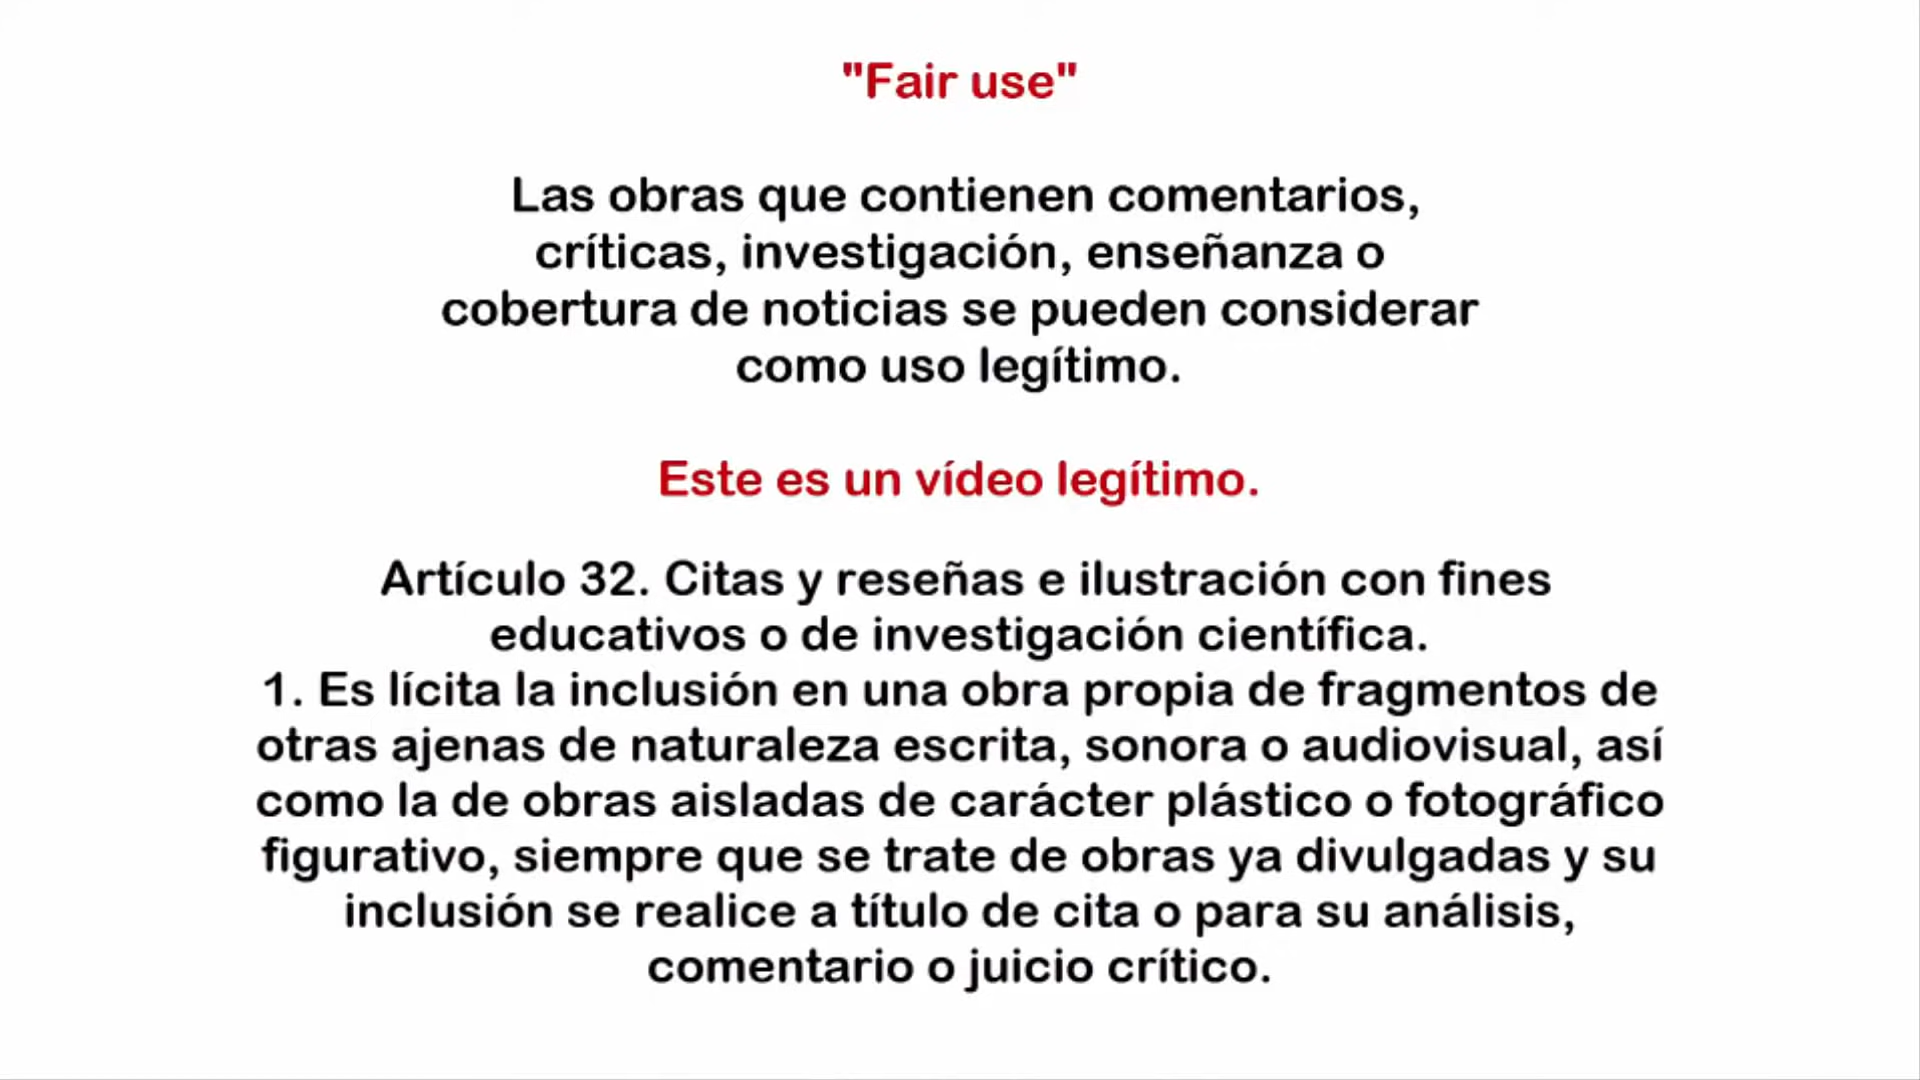 "Fair use"
Las obras que contienen comentarios,
críticas, investigación, enseñanza o
cobertura de noticias se pueden considerar
como uso legítimo.
Este es un vídeo legítimo.
Artículo 32. Citas y reseñas e ilustración con fines
educativos o de investigación científica.
1. Es lícita la inclusión en una obra propia de fragmentos de
otras ajenas de naturaleza escrita, sonora o audiovisual, así
como la de obras aisladas de carácter plástico o fotográfico
figurativo, siempre que se trate de obras ya divulgadas y su
inclusión se realice a título de cita o para su análisis,
comentario o juicio crítico.